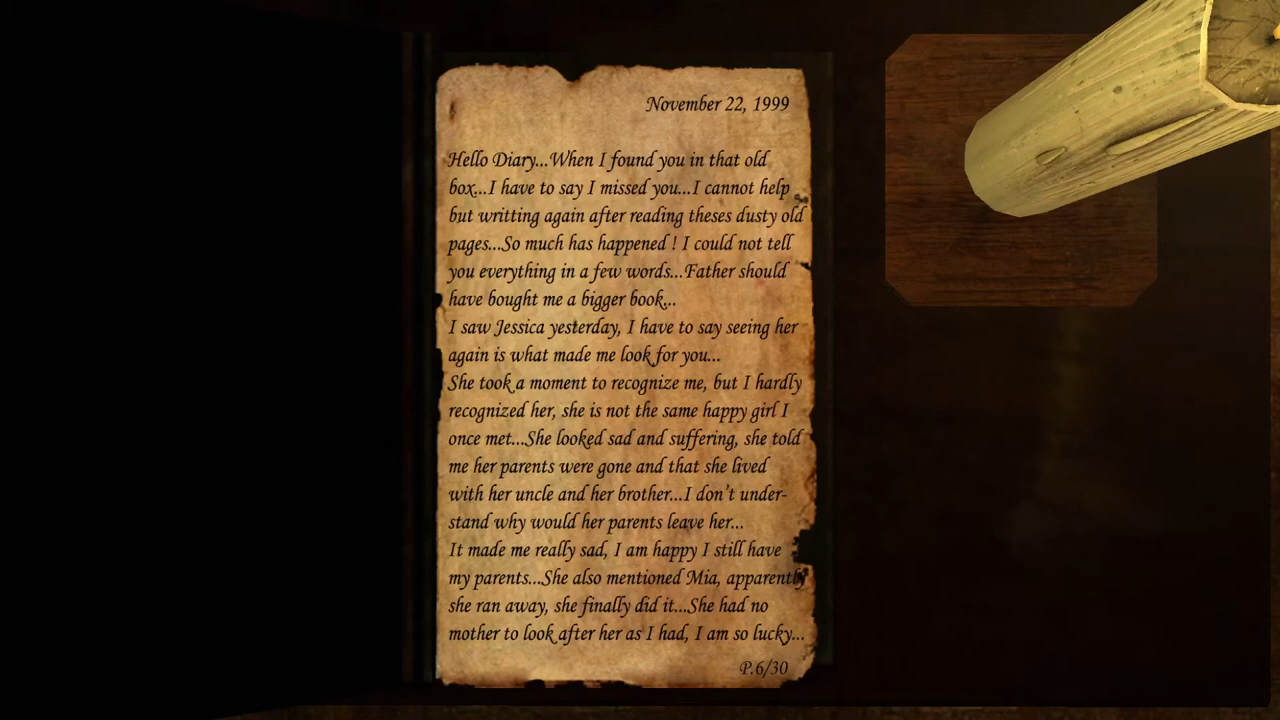 November 22, 1999
Hello Diary...When I found you in that old
box...I have to say I missed you...I cannot help
but writting again after reading theses dusty old
pages...So much has happened ! I could not tell
you everything in a few words...Father should
have bought me a bigger book...
I saw Jessica yesterday, I have to say seeing her
again is what made me look for you...
She took a moment to recognize me, but I hardly
recognized her, she is not the same happy girl I
once met...She looked sad and suffering, she told
me her parents were gone and that she lived
with her uncle and her brother...I don't under-
stand why would her parents leave her...
It made me really sad, I am happy I still have
my parents...She also mentioned Mia, apparently
she ran away, she finally did it...She had no
mother to look after her as I had, I am so lucky...
P.6/30